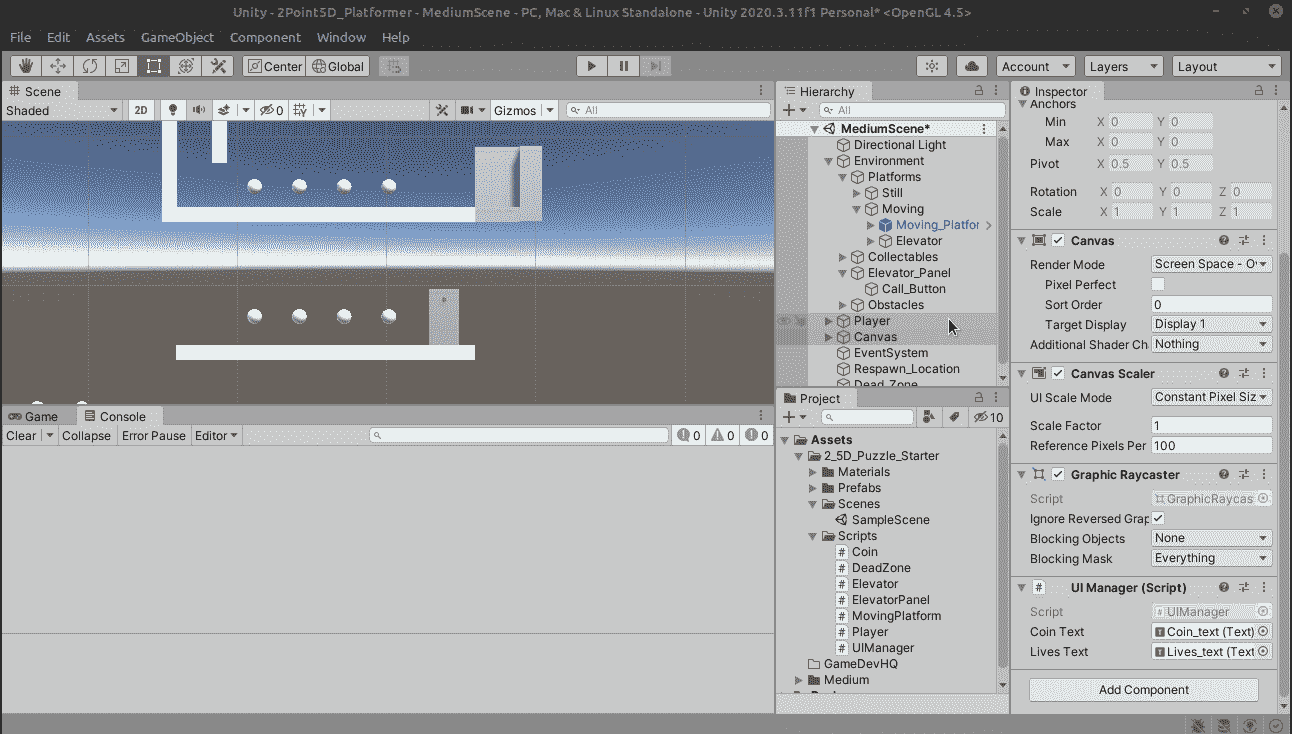 Unity - 2Point5D_Platformer - MediumScene - PC, Mac & Linux Standalone - Unity 2020.3.11f1 Personal* <OpenGL 4.5>
File Edit Assets GameObject Component Window Help
Center Global Account Layers Layout
Scene
Shaded 2D 0 Gizmos All
Hierarchy
All
MediumScene*
Directional Light
Environment
Platforms
Still
Moving
Moving_Platfor
Elevator
Collectables
Elevator_Panel
Call_Button
Obstacles
Player
Canvas
EventSystem
Respawn_Location
Dead_Zone
Game Console
Clear Collapse Error Pause Editor 0 0 0
Project
10
Assets
2_5D_Puzzle_Starter
Materials
Prefabs
Scenes
SampleScene
Scripts
Coin
DeadZone
Elevator
ElevatorPanel
MovingPlatform
Player
UIManager
GameDevHQ
Medium
Inspector
Anchors
Min X 0 Y 0
Max X 0 Y 0
Pivot X 0.5 Y 0.5
Rotation X 0 Y 0 Z 0
Scale X 1 Y 1 Z 1
Canvas
Render Mode Screen Space - O
Pixel Perfect
Sort Order 0
Target Display Display 1
Additional Shader Ch Nothing
Canvas Scaler
UI Scale Mode Constant Pixel Siz
Scale Factor 1
Reference Pixels Per 100
Graphic Raycaster
Script GraphicRaycas
Ignore Reversed Grap
Blocking Objects None
Blocking Mask Everything
UI Manager (Script)
Script UIManager
Coin Text Coin_text (Text)
Lives Text Lives_text (Text
Add Component